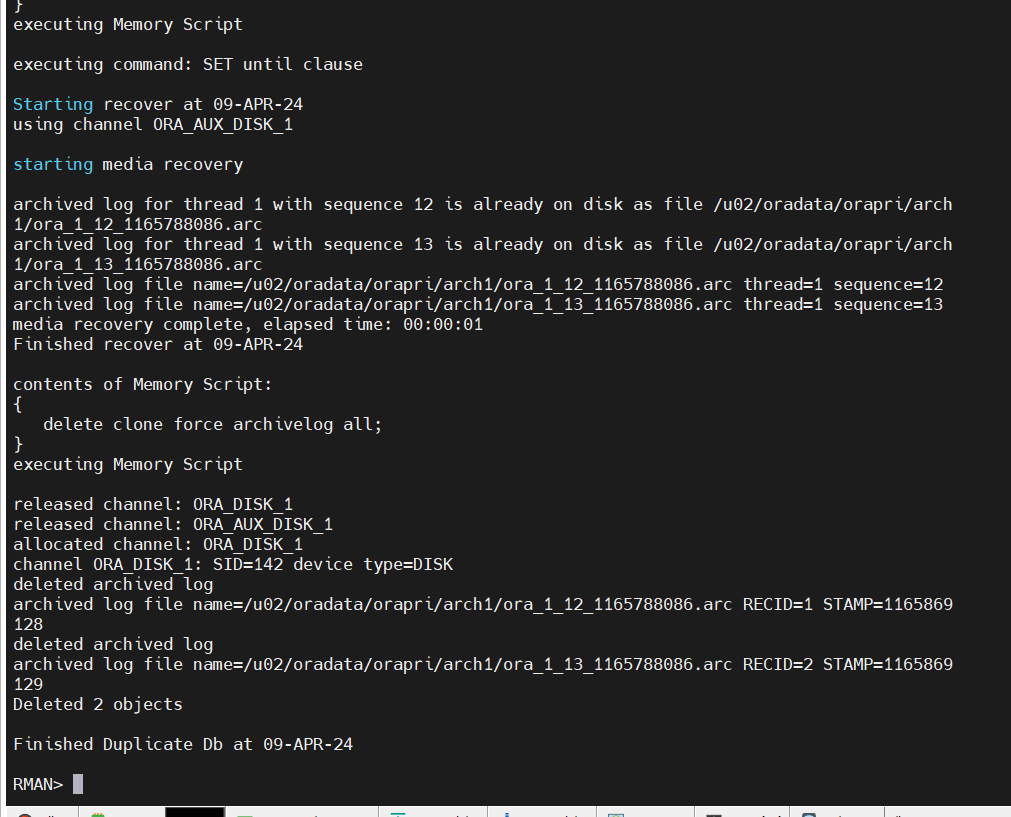 }
executing Memory Script
executing command: SET until clause
Starting recover at 09-APR-24
using channel ORA_AUX_DISK_1
starting media recovery
archived log for thread 1 with sequence 12 is already on disk as file /u02/oradata/orapri/arch
1/ora_1_12_1165788086.arc
archived log for thread 1 with sequence 13 is already on disk as file /u02/oradata/orapri/arch
1/ora_1_13_1165788086.arc
archived log file name=/u02/oradata/orapri/arch1/ora_1_12_1165788086.arc thread=1 sequence=12
archived log file name=/u02/oradata/orapri/arch1/ora_1_13_1165788086.arc thread=1 sequence=13
media recovery complete, elapsed time: 00:00:01
Finished recover at 09-APR-24
contents of Memory Script:
{
   delete clone force archivelog all;
}
executing Memory Script
released channel: ORA_DISK_1
released channel: ORA_AUX_DISK_1
allocated channel: ORA_DISK_1
channel ORA_DISK_1: SID=142 device type=DISK
deleted archived log
archived log file name=/u02/oradata/orapri/arch1/ora_1_12_1165788086.arc RECID=1 STAMP=1165869
128
deleted archived log
archived log file name=/u02/oradata/orapri/arch1/ora_1_13_1165788086.arc RECID=2 STAMP=1165869
129
Deleted 2 objects
Finished Duplicate Db at 09-APR-24
RMAN>